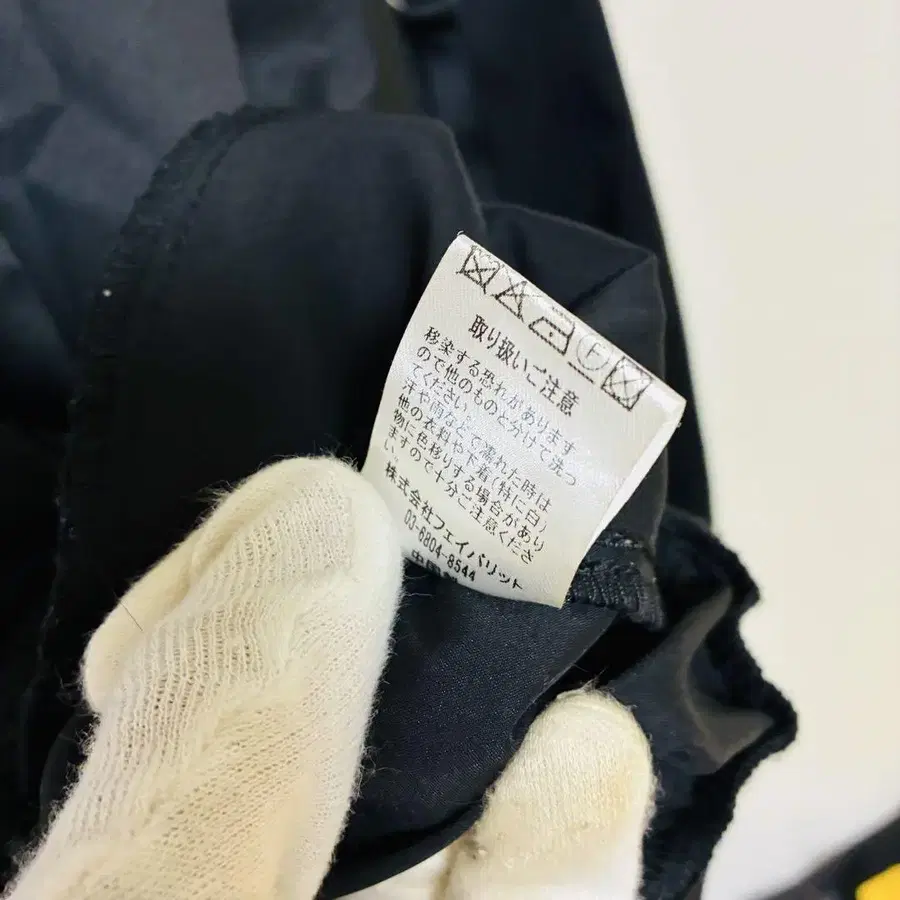 F
取り扱いご注意
移染する恐れがあります
ので他のものと分けて洗っ
てください。
汗や雨などで濡れた時は
他の衣料や下着(特に白)
物に色移りする場合があり
ますので十分ご注意くださ
い。
株式会社フェイバリット
03-6804-8544
中国製